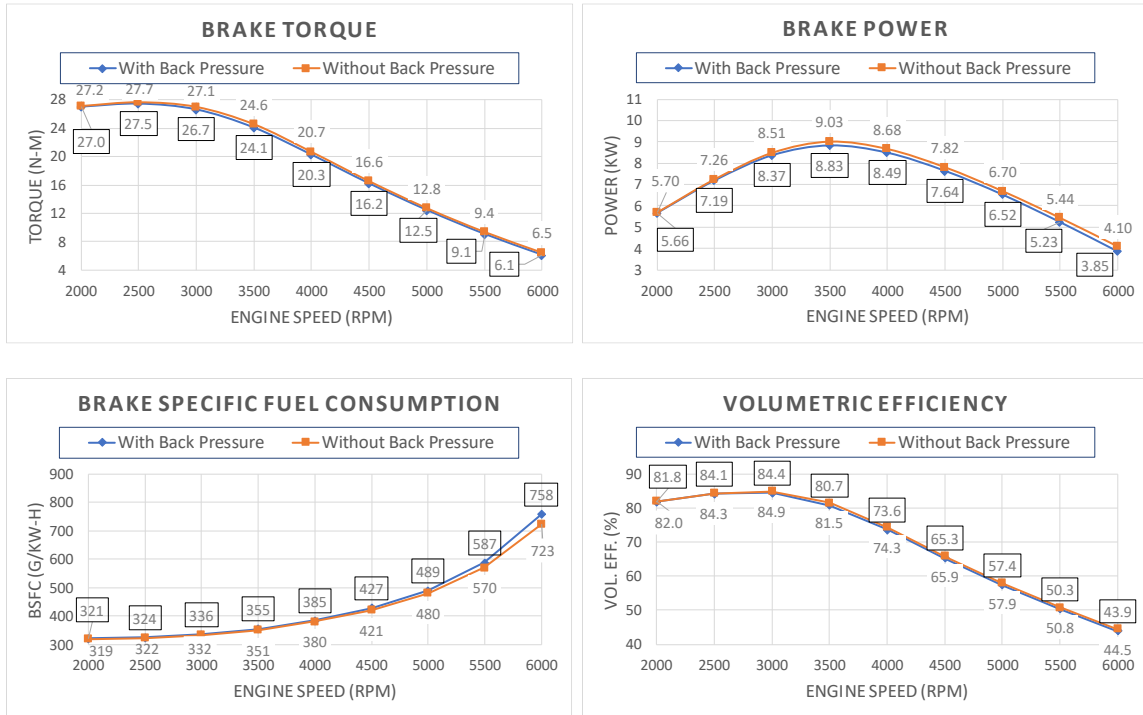 BRAKE TORQUE
With Back Pressure Without Back Pressure
TORQUE (N-M)
28
24
20
16
12
8
4
27.2 27.7 27.1 24.6 20.7 16.6 12.8 9.4 6.5
27.0 27.5 26.7 24.1 20.3 16.2 12.5 9.1 6.1
2000 2500 3000 3500 4000 4500 5000 5500 6000
ENGINE SPEED (RPM)
BRAKE POWER
With Back Pressure Without Back Pressure
POWER (KW)
11
10
9
8
7
6
5
4
3
5.70 7.26 8.51 9.03 8.68 7.82 6.70 5.44 4.10
5.66 7.19 8.37 8.83 8.49 7.64 6.52 5.23 3.85
2000 2500 3000 3500 4000 4500 5000 5500 6000
ENGINE SPEED (RPM)
BRAKE SPECIFIC FUEL CONSUMPTION
With Back Pressure Without Back Pressure
BSFC (G/KW-H)
900
800
700
600
500
400
300
321 324 336 355 385 427 489 587 758
319 322 332 351 380 421 480 570 723
2000 2500 3000 3500 4000 4500 5000 5500 6000
ENGINE SPEED (RPM)
VOLUMETRIC EFFICIENCY
With Back Pressure Without Back Pressure
VOL. EFF. (%)
90
80
70
60
50
40
81.8 84.1 84.4 80.7 73.6 65.3 57.4 50.3 43.9
82.0 84.3 84.9 81.5 74.3 65.9 57.9 50.8 44.5
2000 2500 3000 3500 4000 4500 5000 5500 6000
ENGINE SPEED (RPM)